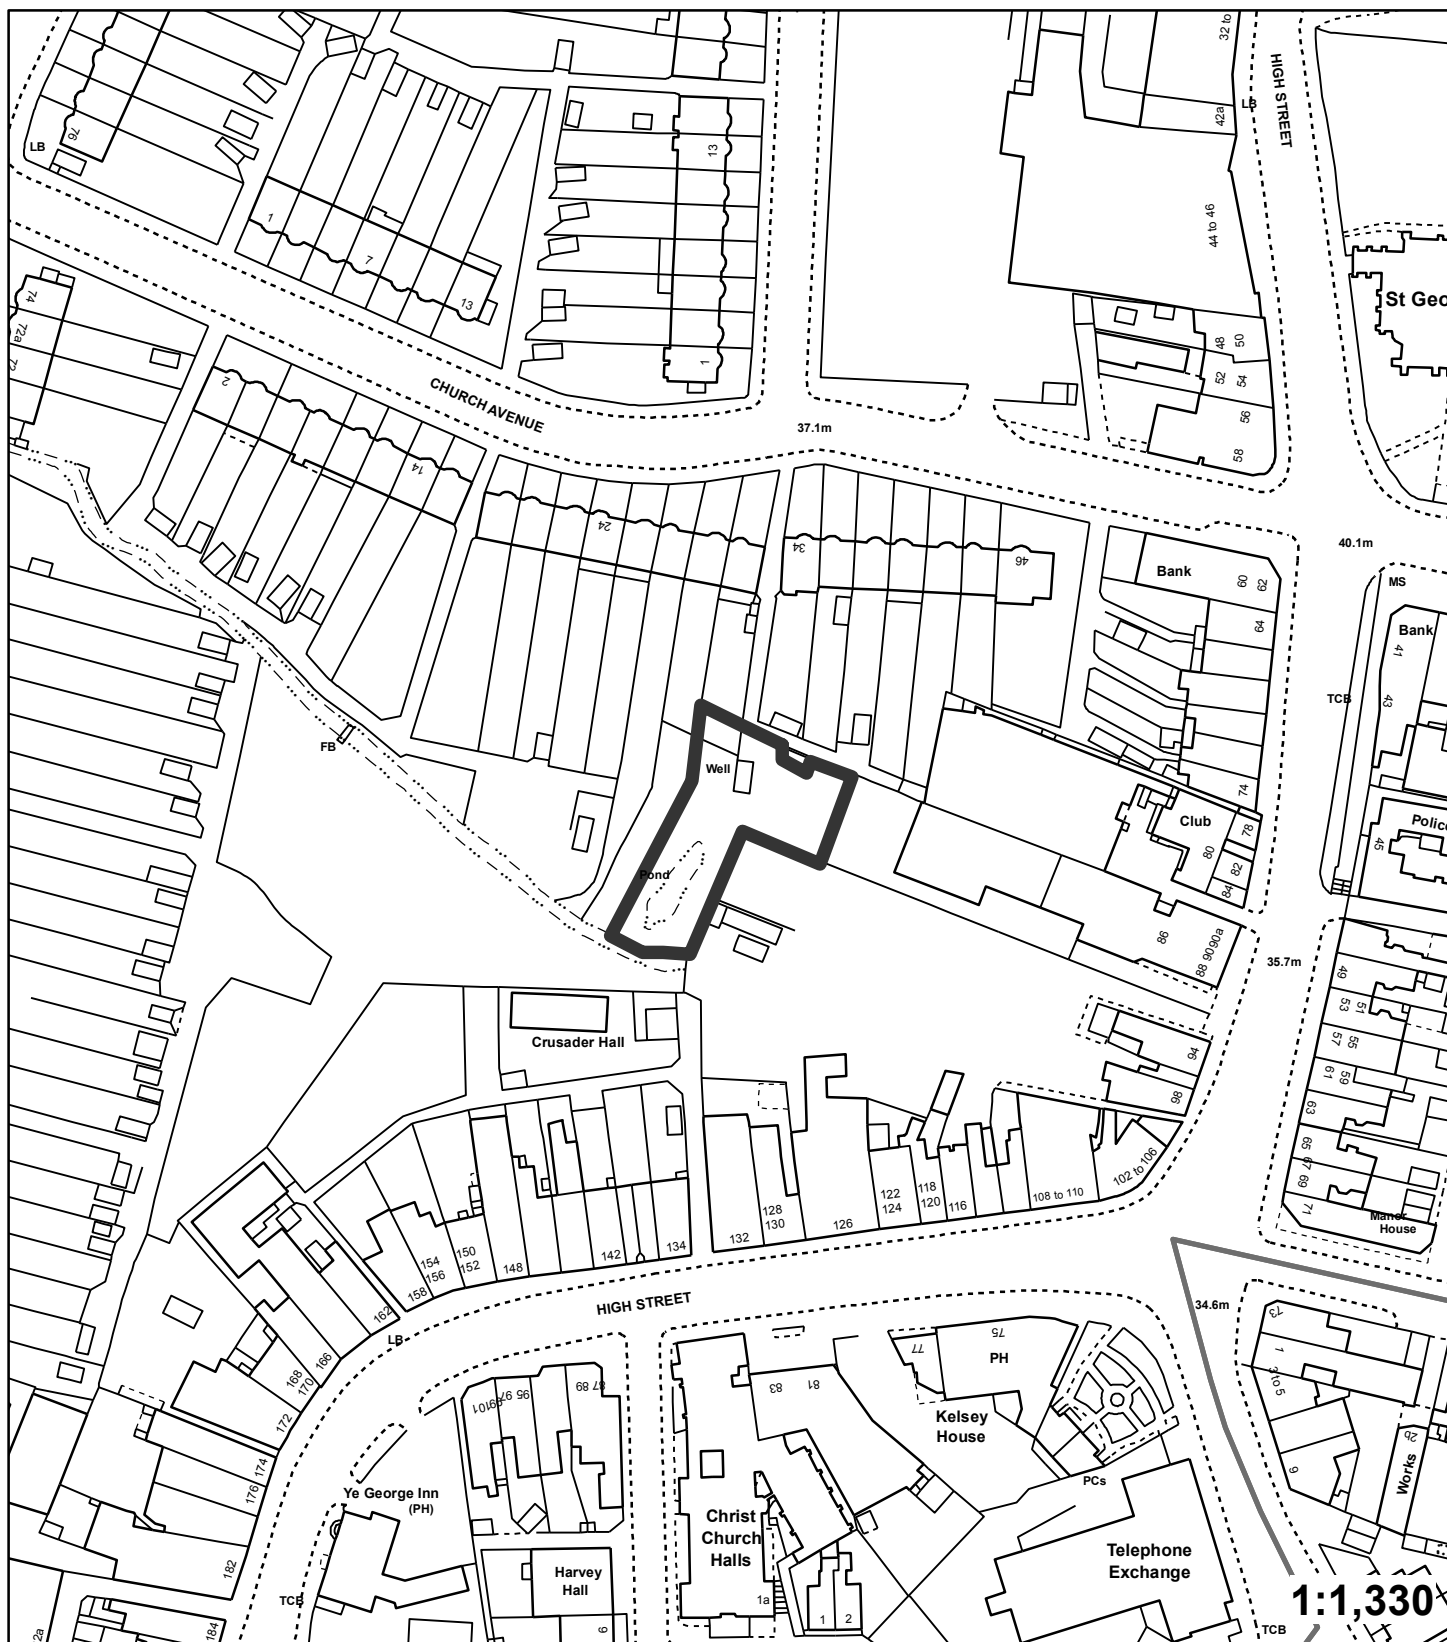 32 to
HIGH STREET
LB
42a
76
LB
13
44 to 46
1
7
13
St Geo
74
72a
72
48
50
52
54
56
58
1
2
CHURCH AVENUE
37.1m
14
24
34
46
40.1m
Bank
60
62
MS
64
Bank
41
43
TCB
FB
Well
74
Club
78
80
82
84
Polic
45
Pond
86
88
90
90a
35.7m
49
51
53
55
57
59
61
63
65
67
69
71
Manor
House
Crusader Hall
94
98
102 to 106
108 to 110
116
118
120
122
124
126
128
130
132
134
142
148
150
152
154
156
158
162
LB
HIGH STREET
34.6m
73
1
3 to 5
9
2b
Works
166
168
170
172
174
176
182
184
101
99
97
95
89
87
83
81
77
75
PH
Kelsey
House
PCs
Ye George Inn
(PH)
Christ
Church
Halls
Telephone
Exchange
Harvey
Hall
TCB
1a
1
2
6
2a
TCB
1:1,330